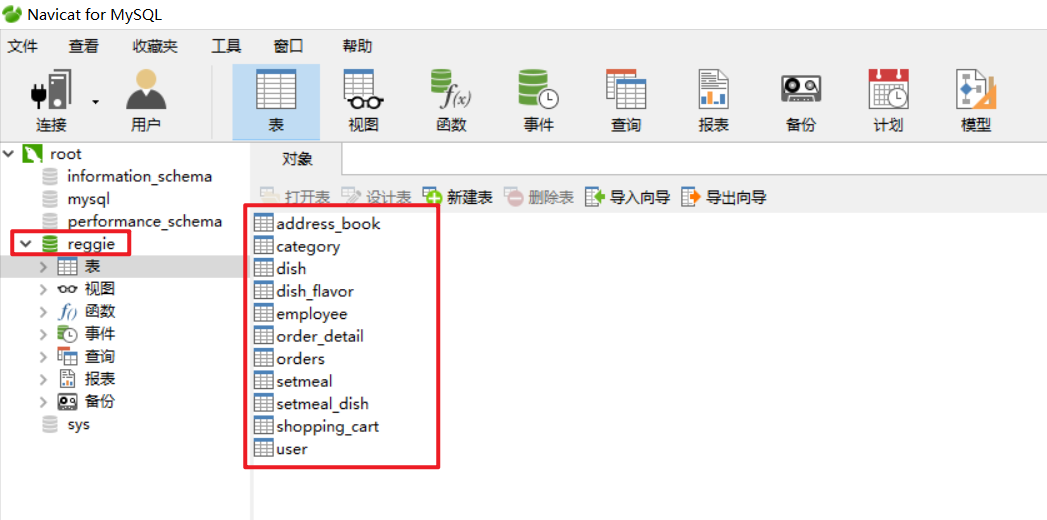 Navicat for MySQL
文件 查看 收藏夹 工具 窗口 帮助
f(x)
连接 用户 表 视图 函数 事件 查询 报表 备份 计划 模型
root
information_schema
mysql
performance_schema
reggie
表
视图
f() 函数
事件
查询
报表
备份
sys
对象
打开表 设计表 新建表 删除表 导入向导 导出向导
address_book
category
dish
dish_flavor
employee
order_detail
orders
setmeal
setmeal_dish
shopping_cart
user